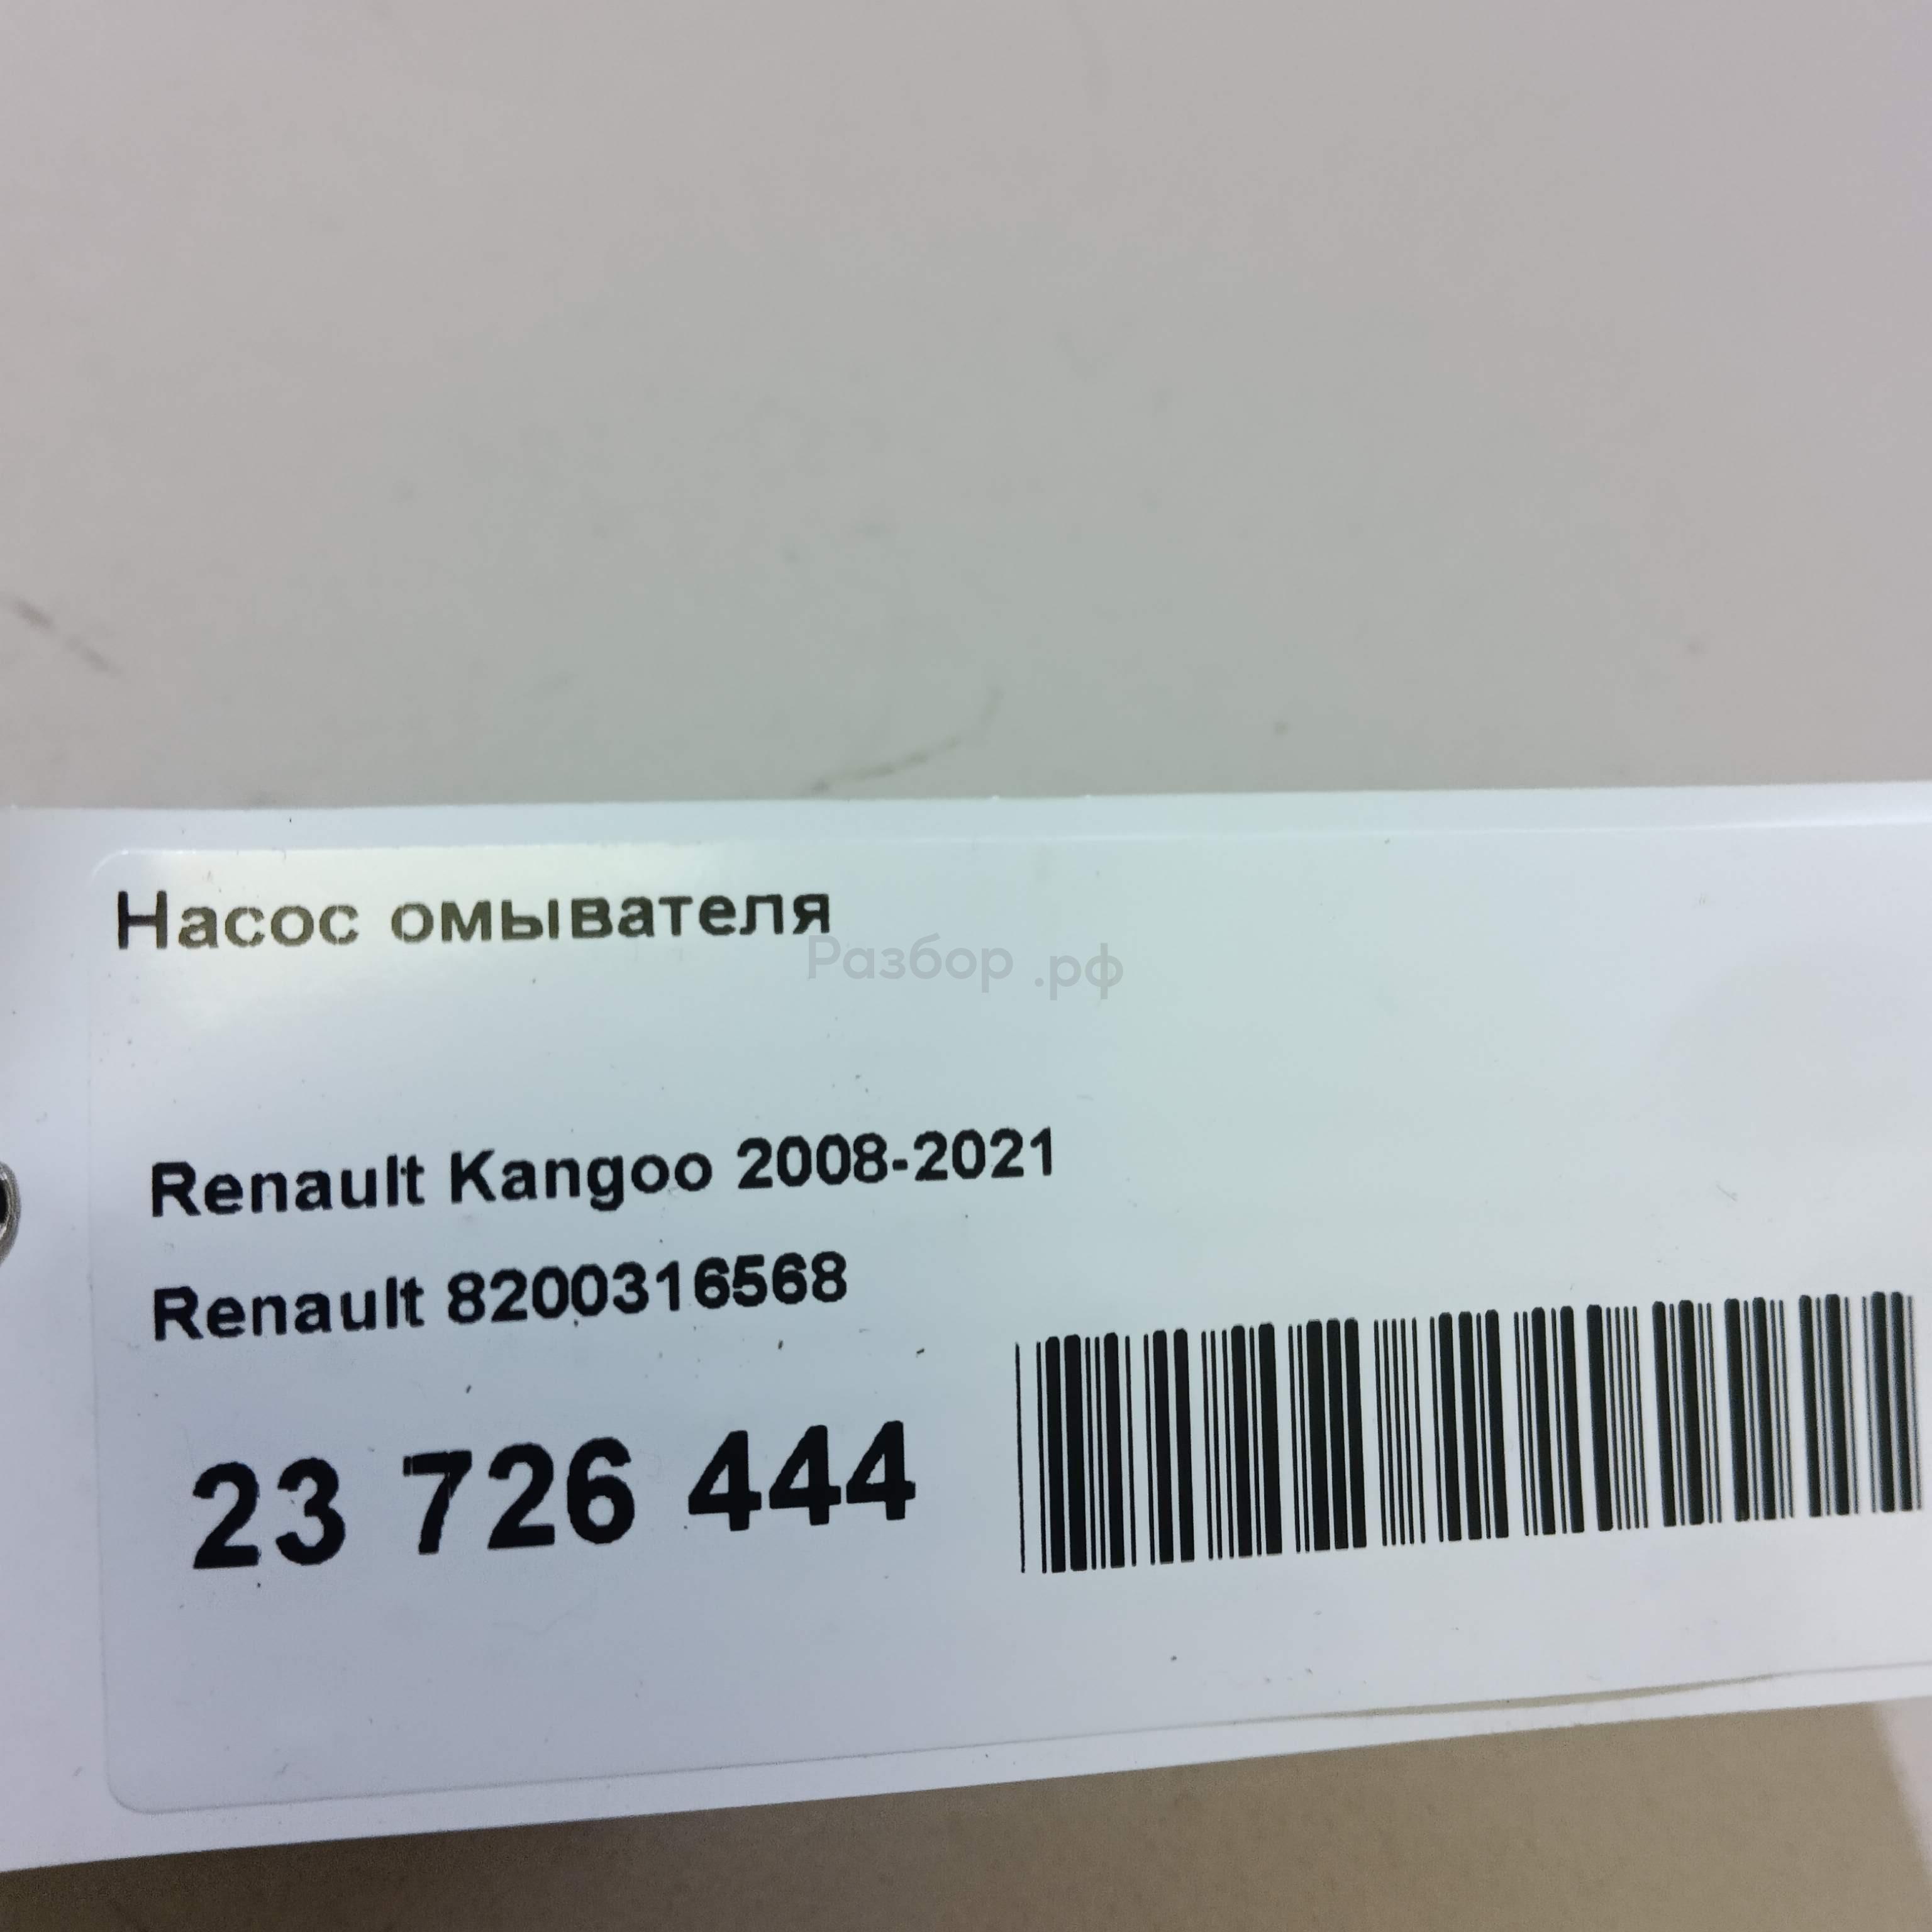 Насос омывателя
Разбор .рф
Renault Kangoo 2008-2021
Renault 8200316568
23 726 444